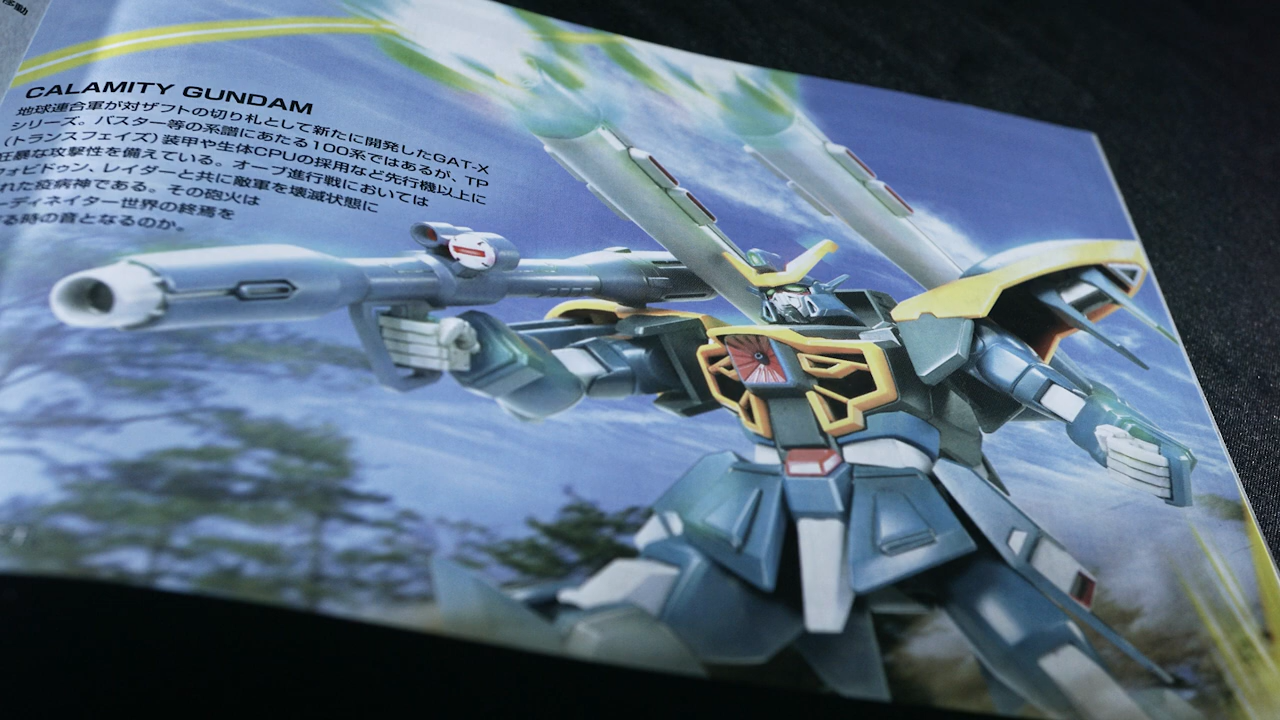 移動
CALAMITY GUNDAM
地球連合軍が対ザフトの切り札として新たに開発したGAT-X
シリーズ。バスター等の系譜にあたる100系ではあるが、TP
(トランスフェイズ)装甲や生体CPUの採用など先行機以上に
狂暴な攻撃性を備えている。オーブ進行戦においては
フォビドゥン、レイダーと共に敵軍を壊滅状態に
れた疫病神である。その砲火は
ーディネイター世界の終焉を
る時の音となるのか。